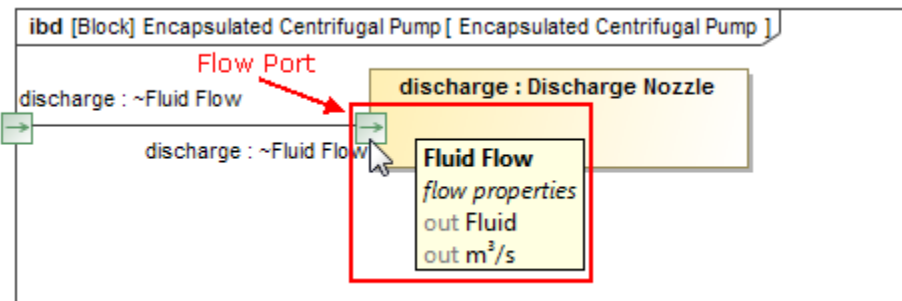 ibd [Block] Encapsulated Centrifugal Pump [ Encapsulated Centrifugal Pump ]
Flow Port
discharge : ~Fluid Flow
discharge : Discharge Nozzle
discharge : ~Fluid Flow
Fluid Flow
flow properties
out Fluid
out m³/s